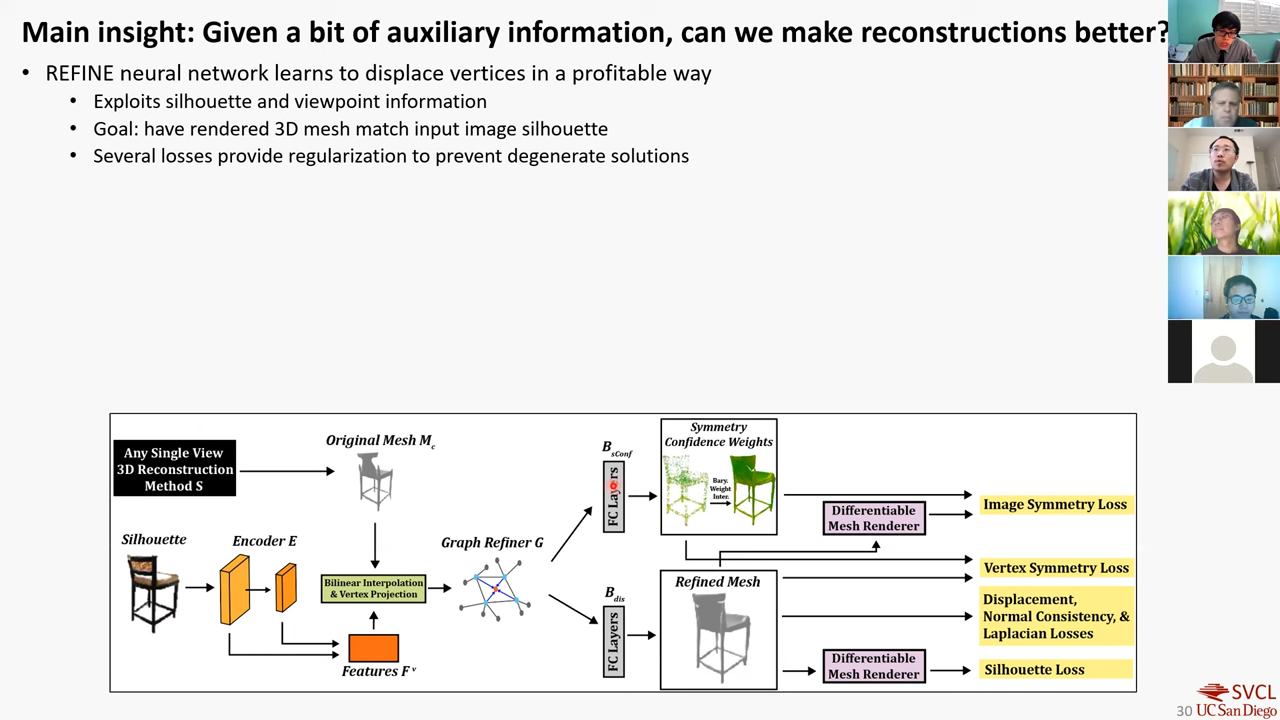 Main insight: Given a bit of auxiliary information, can we make reconstructions better?
• REFINE neural network learns to displace vertices in a profitable way
• Exploits silhouette and viewpoint information
• Goal: have rendered 3D mesh match input image silhouette
• Several losses provide regularization to prevent degenerate solutions
Any Single View
3D Reconstruction
Method S
Original Mesh Mc
Silhouette
Encoder E
Bilinear Interpolation
& Vertex Projection
Features F v
Graph Refiner G
BsConf
FC Layers
Bdis
FC Layers
Symmetry
Confidence Weights
Bary.
Weight
Inter.
Refined Mesh
Differentiable
Mesh Renderer
Differentiable
Mesh Renderer
Image Symmetry Loss
Vertex Symmetry Loss
Displacement,
Normal Consistency, &
Laplacian Losses
Silhouette Loss
30
SVCL
UC San Diego